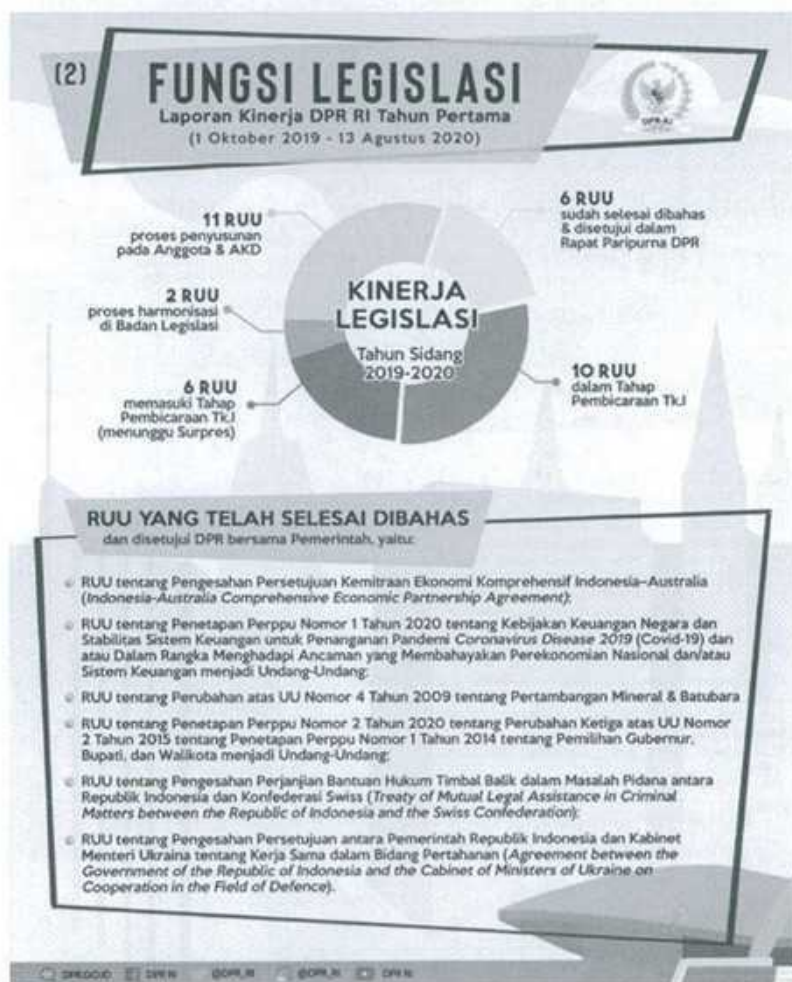 (2)
FUNGSI LEGISLASI
Laporan Kinerja DPR RI Tahun Pertama
(1 Oktober 2019 - 13 Agustus 2020)
DPR RI
11 RUU
proses penyusunan
pada Anggota & AKD
2 RUU
proses harmonisasi
di Badan Legislasi
6 RUU
memasuki Tahap
Pembicaraan Tk.I
(menunggu Surpres)
KINERJA
LEGISLASI
Tahun Sidang
2019-2020
6 RUU
sudah selesai dibahas
& disetujui dalam
Rapat Paripurna DPR
10 RUU
dalam Tahap
Pembicaraan Tk.I
RUU YANG TELAH SELESAI DIBAHAS
dan disetujui DPR bersama Pemerintah, yaitu:
RUU tentang Pengesahan Persetujuan Kemitraan Ekonomi Komprehensif Indonesia–Australia
(Indonesia-Australia Comprehensive Economic Partnership Agreement);
RUU tentang Penetapan Perppu Nomor 1 Tahun 2020 tentang Kebijakan Keuangan Negara dan
Stabilitas Sistem Keuangan untuk Penanganan Pandemi Coronavirus Disease 2019 (Covid-19) dan
atau Dalam Rangka Menghadapi Ancaman yang Membahayakan Perekonomian Nasional dan/atau
Sistem Keuangan menjadi Undang-Undang;
RUU tentang Perubahan atas UU Nomor 4 Tahun 2009 tentang Pertambangan Mineral & Batubara
RUU tentang Penetapan Perppu Nomor 2 Tahun 2020 tentang Perubahan Ketiga atas UU Nomor
2 Tahun 2015 tentang Penetapan Perppu Nomor 1 Tahun 2014 tentang Pemilihan Gubernur,
Bupati, dan Walikota menjadi Undang-Undang;
RUU tentang Pengesahan Perjanjian Bantuan Hukum Timbal Balik dalam Masalah Pidana antara
Republik Indonesia dan Konfederasi Swiss (Treaty of Mutual Legal Assistance in Criminal
Matters between the Republic of Indonesia and the Swiss Confederation);
RUU tentang Pengesahan Persetujuan antara Pemerintah Republik Indonesia dan Kabinet
Menteri Ukraina tentang Kerja Sama dalam Bidang Pertahanan (Agreement between the
Government of the Republic of Indonesia and the Cabinet of Ministers of Ukraine on
Cooperation in the Field of Defence).
DPR.GO.ID DPR RI @DPR_RI @DPR_RI DPR RI